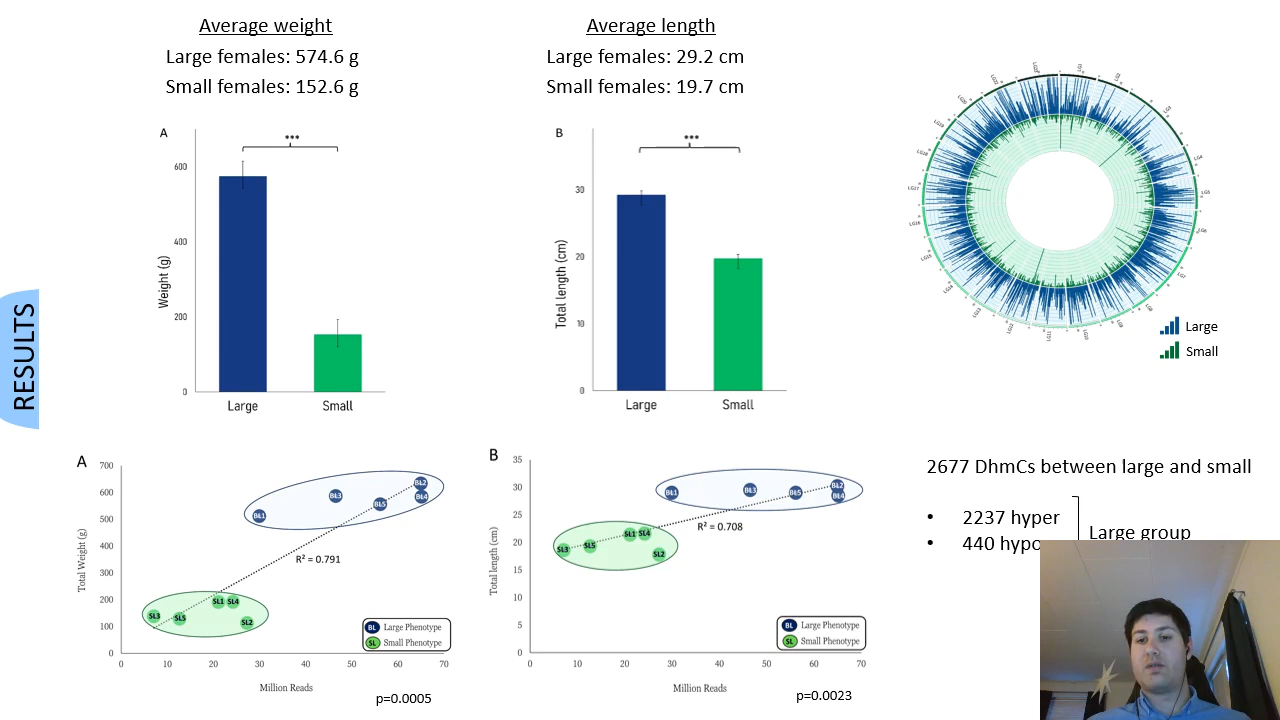 Average weight
Large females: 574.6 g
Small females: 152.6 g
Average length
Large females: 29.2 cm
Small females: 19.7 cm
RESULTS
A
***
600
400
200
0
Weight (g)
Large
Small
B
***
30
20
10
0
Total length (cm)
Large
Small
Large
Small
A
700
600
500
400
300
200
100
0
Total Weight (g)
BL1
BL3
BL5
BL2
BL4
SL3
SL5
SL1
SL4
SL2
R² = 0.791
BL Large Phenotype
SL Small Phenotype
0 10 20 30 40 50 60 70
Million Reads
p=0.0005
B
35
30
25
20
15
10
5
0
Total length (cm)
BL1
BL3
BL5
BL2
BL4
SL3
SL5
SL1
SL4
SL2
R² = 0.708
BL Large Phenotype
SL Small Phenotype
0 10 20 30 40 50 60 70
Million Reads
p=0.0023
2677 DhmCs between large and small
• 2237 hyper
• 440 hypo
Large group